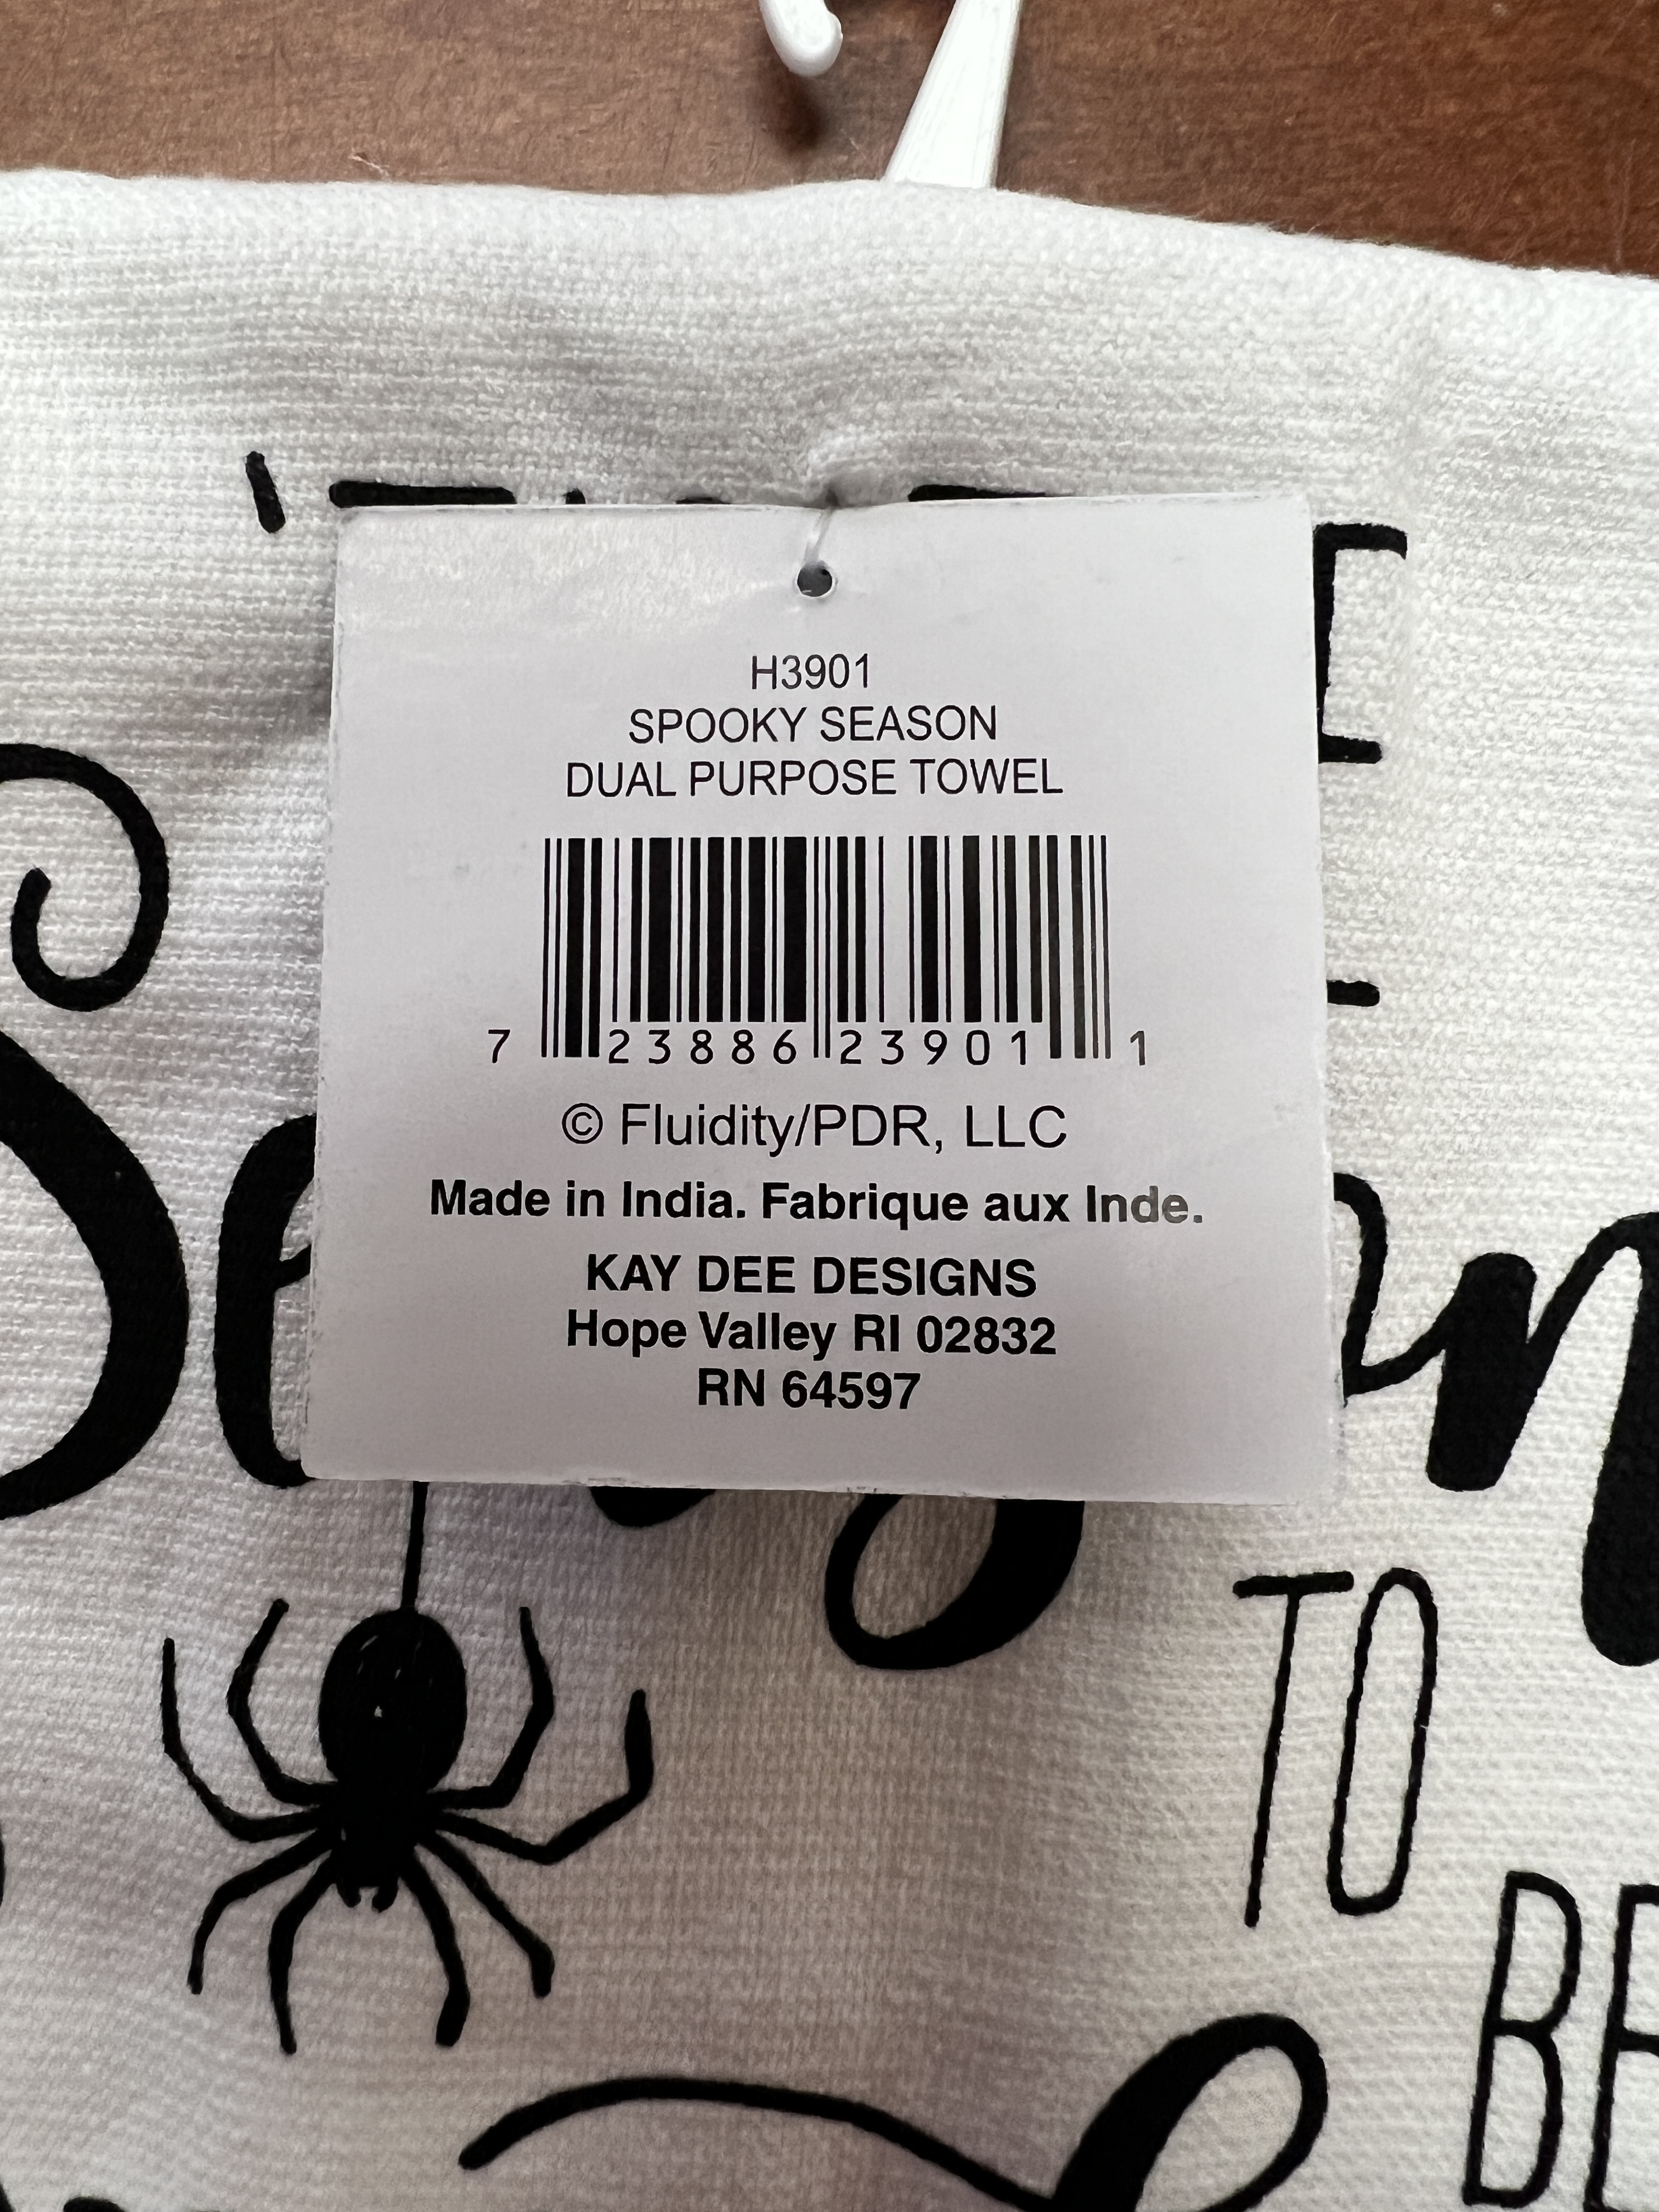 H3901
SPOOKY SEASON
DUAL PURPOSE TOWEL
7 23886 23901 1
© Fluidity/PDR, LLC
Made in India. Fabrique aux Inde.
KAY DEE DESIGNS
Hope Valley RI 02832
RN 64597
TO
BE